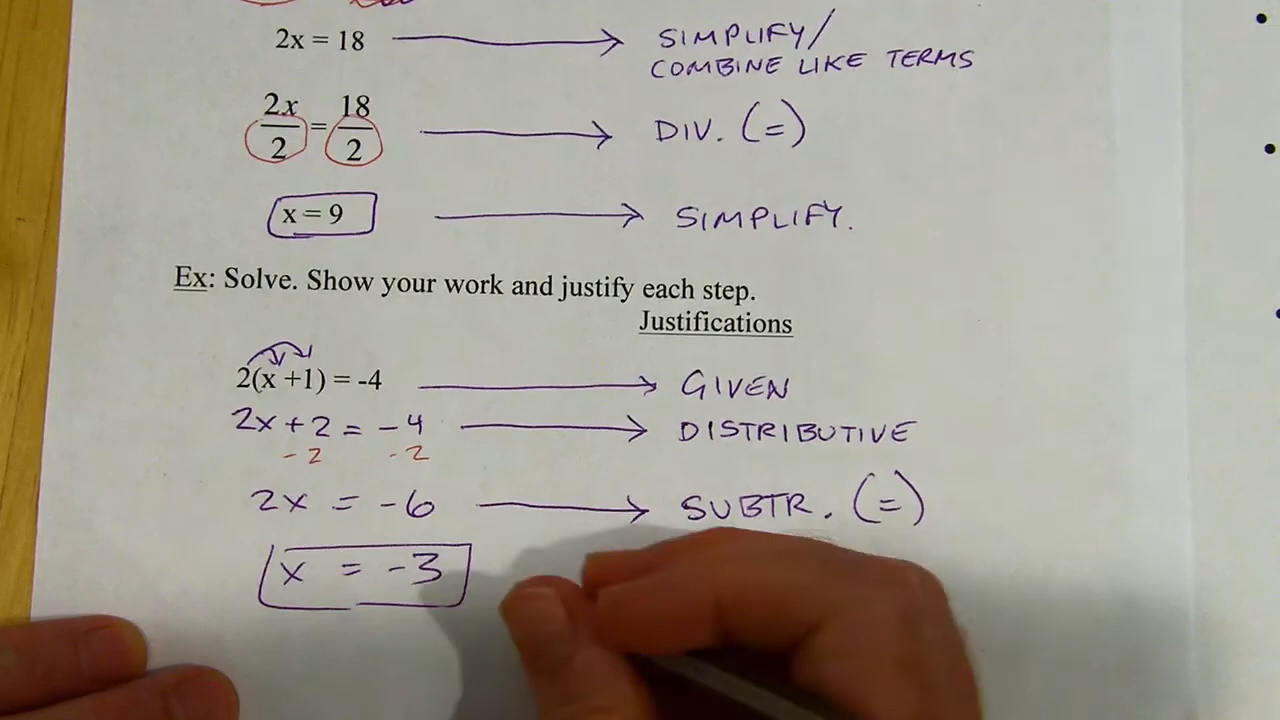 2x = 18 SIMPLIFY/
COMBINE LIKE TERMS
2x/2 = 18/2 DIV. (=)
x = 9 SIMPLIFY.
Ex: Solve. Show your work and justify each step.
Justifications
2(x +1) = -4 GIVEN
2x + 2 = -4 DISTRIBUTIVE
-2 -2
2x = -6 SUBTR. (=)
x = -3